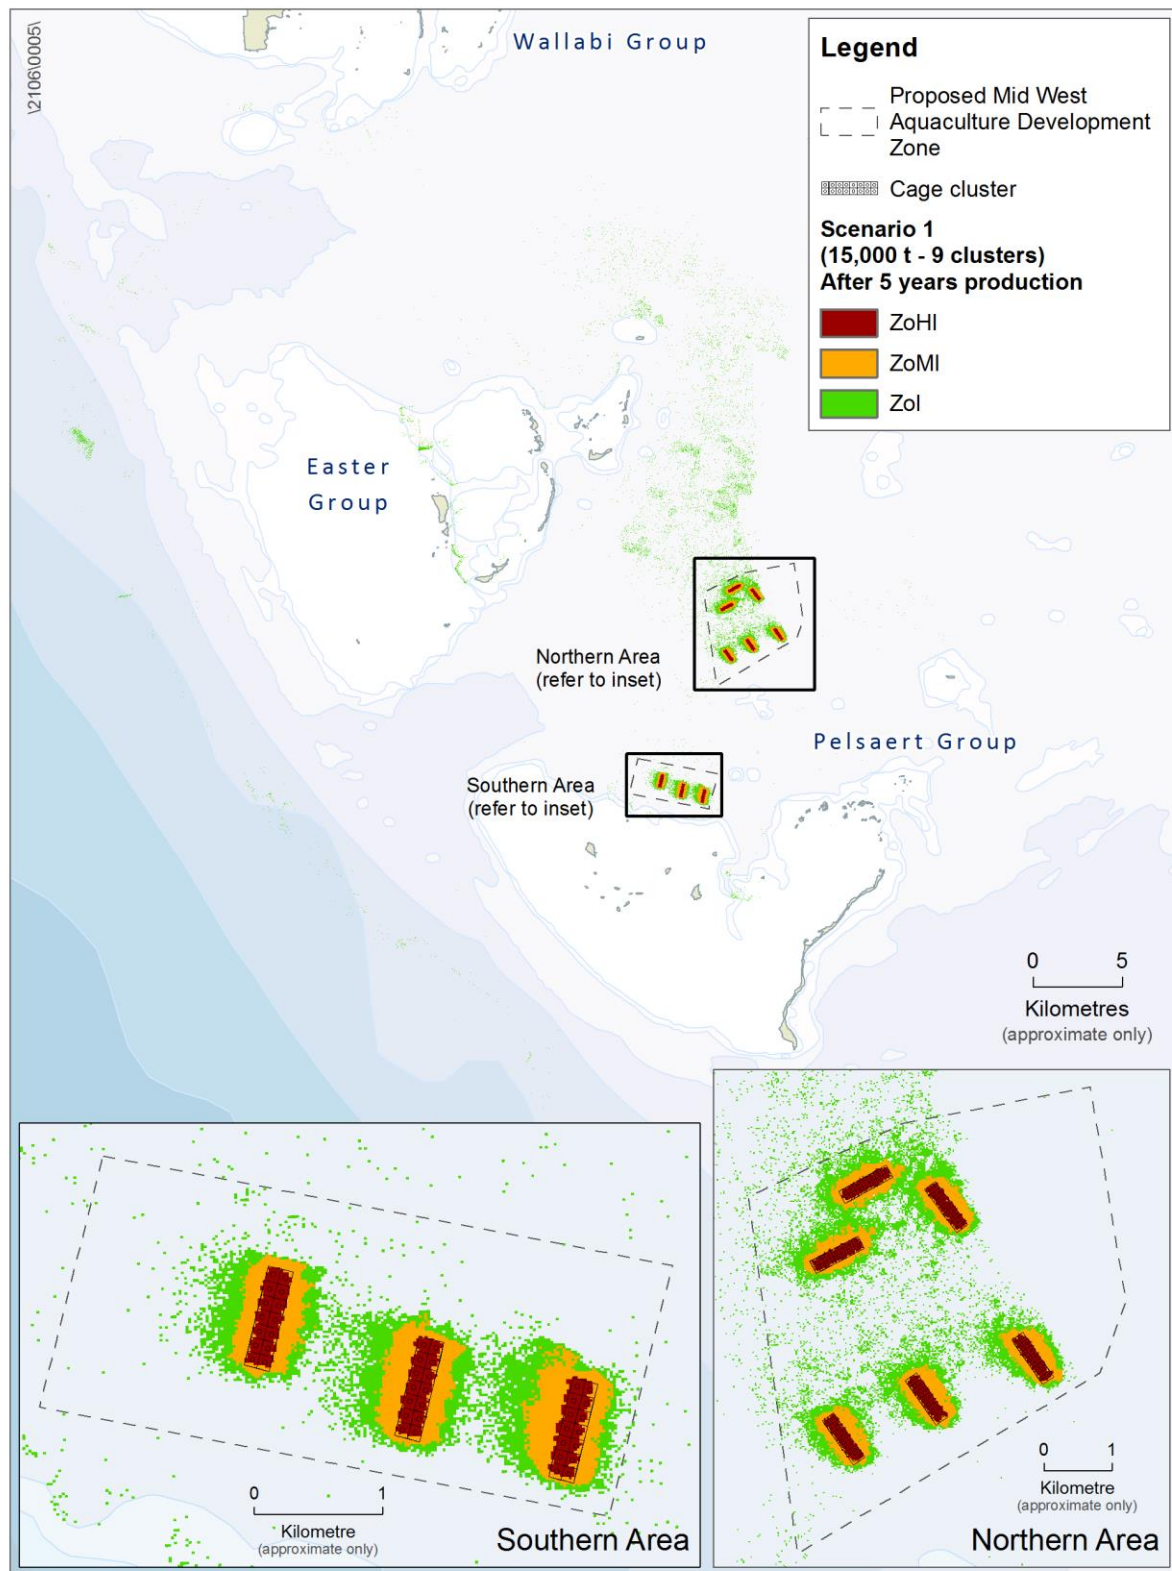 \2106\0005\
Wallabi Group
Legend
Proposed Mid West
Aquaculture Development
Zone
Cage cluster
Scenario 1
(15,000 t - 9 clusters)
After 5 years production
ZoHI
ZoMI
ZoI
Easter
Group
Northern Area
(refer to inset)
Pelsaert Group
Southern Area
(refer to inset)
0 5
Kilometres
(approximate only)
0 1
Kilometre
(approximate only)
Southern Area
0 1
Kilometre
(approximate only)
Northern Area